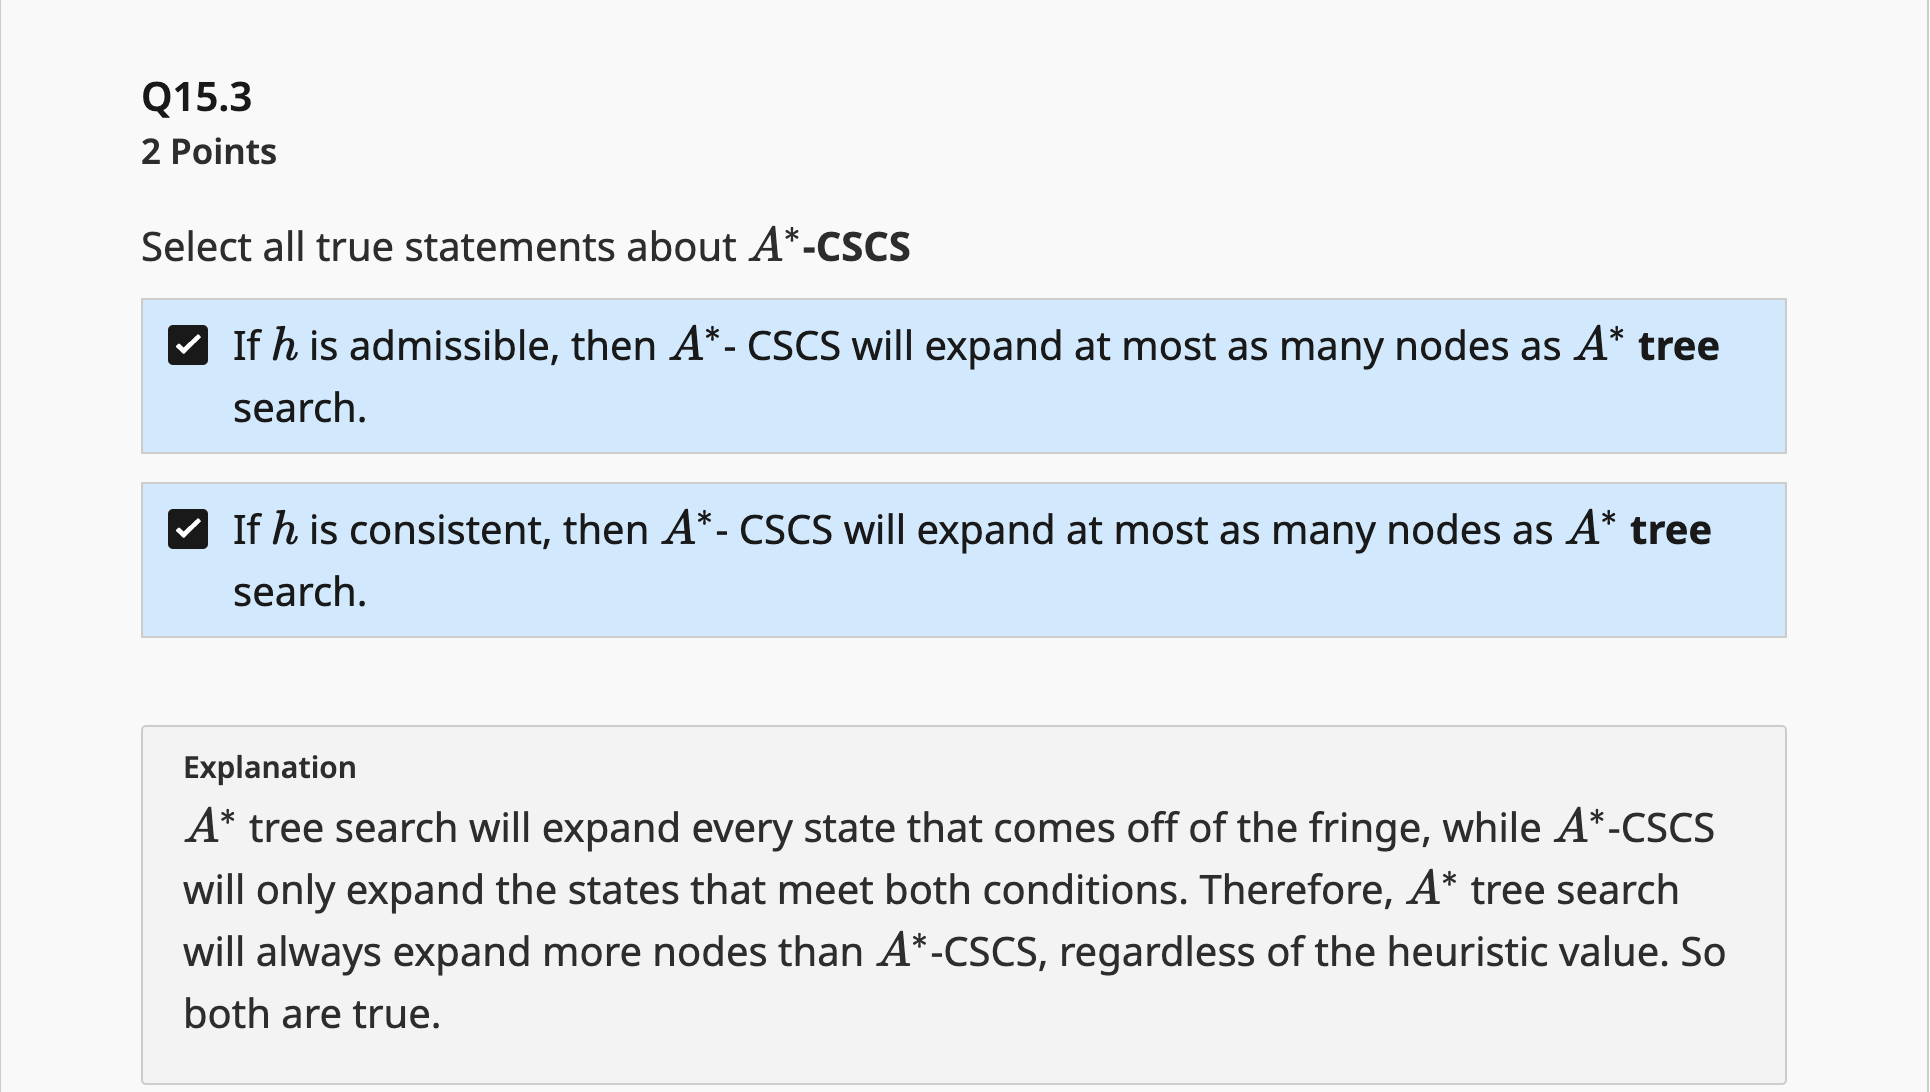 Q15.3
2 Points
Select all true statements about A*-CSCS
If h is admissible, then A*- CSCS will expand at most as many nodes as A* tree
search.
If h is consistent, then A*- CSCS will expand at most as many nodes as A* tree
search.
Explanation
A* tree search will expand every state that comes off of the fringe, while A*-CSCS
will only expand the states that meet both conditions. Therefore, A* tree search
will always expand more nodes than A*-CSCS, regardless of the heuristic value. So
both are true.